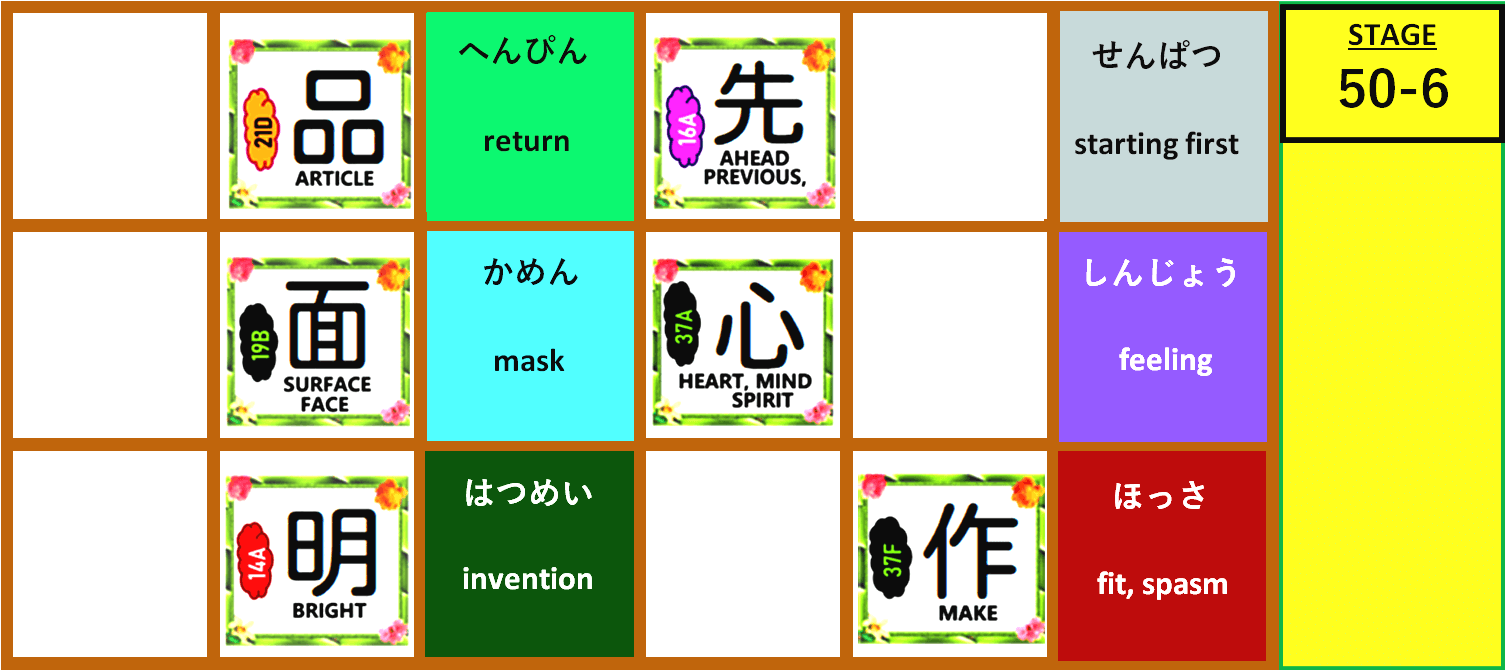 品
21D
ARTICLE
へんぴん
return
先
16A
AHEAD
PREVIOUS,
せんぱつ
starting first
STAGE
50-6
面
19B
SURFACE
FACE
かめん
mask
心
37A
HEART, MIND
SPIRIT
しんじょう
feeling
明
14A
BRIGHT
はつめい
invention
作
37F
MAKE
ほっさ
fit, spasm